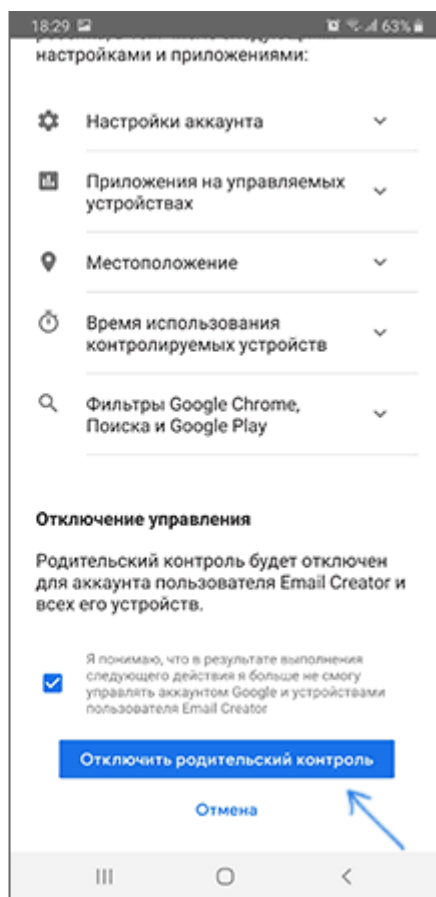 18:29 63%
настройками и приложениями:
Настройки аккаунта
Приложения на управляемых
устройствах
Местоположение
Время использования
контролируемых устройств
Фильтры Google Chrome,
Поиска и Google Play
Отключение управления
Родительский контроль будет отключен
для аккаунта пользователя Email Creator и
всех его устройств.
Я понимаю, что в результате выполнения
следующего действия я больше не смогу
управлять аккаунтом Google и устройствами
пользователя Email Creator
Отключить родительский контроль
Отмена